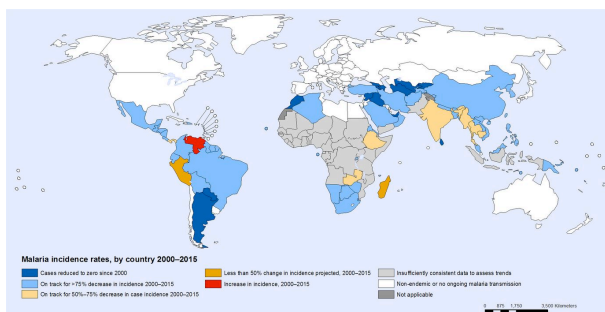 Malaria incidence rates, by country 2000–2015
Cases reduced to zero since 2000
On track for ≥75% decrease in incidence 2000–2015
On track for 50%–75% decrease in case incidence 2000–2015
Less than 50% change in incidence projected, 2000–2015
Increase in incidence, 2000–2015
Insufficiently consistent data to assess trends
Non-endemic or no ongoing malaria transmission
Not applicable
0 875 1,750 3,500 Kilometers